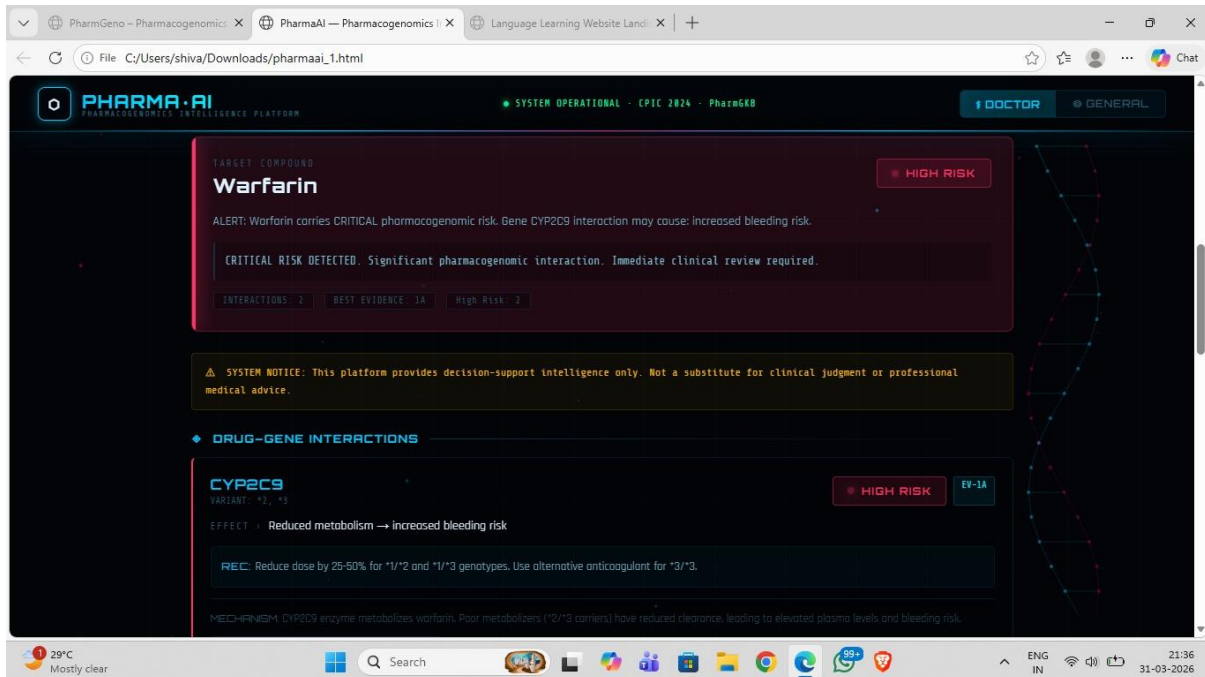 PharmGeno – Pharmacogenomics
PharmaAI — Pharmacogenomics I
Language Learning Website Landi
File C:/Users/shiva/Downloads/pharmaai_1.html
Chat
PHARMA·AI
PHARMACOGENOMICS INTELLIGENCE PLATFORM
SYSTEM OPERATIONAL · CPIC 2024 · PharmGKB
DOCTOR
GENERAL
TARGET COMPOUND
Warfarin
HIGH RISK
ALERT: Warfarin carries CRITICAL pharmacogenomic risk. Gene CYP2C9 interaction may cause: increased bleeding risk.
CRITICAL RISK DETECTED. Significant pharmacogenomic interaction. Immediate clinical review required.
INTERACTIONS: 2 BEST EVIDENCE: 1A High Risk: 2
⚠ SYSTEM NOTICE: This platform provides decision-support intelligence only. Not a substitute for clinical judgment or professional
medical advice.
◆ DRUG-GENE INTERACTIONS
CYP2C9
VARIANT: *2, *3
HIGH RISK
EV-1A
EFFECT › Reduced metabolism → increased bleeding risk
REC: Reduce dose by 25-50% for *1/*2 and *1/*3 genotypes. Use alternative anticoagulant for *3/*3.
MECHANISM: CYP2C9 enzyme metabolizes warfarin. Poor metabolizers (*2/*3 carriers) have reduced clearance, leading to elevated plasma levels and bleeding risk.
1
29°C
Mostly clear
Search
99+
ENG
IN
21:36
31-03-2026